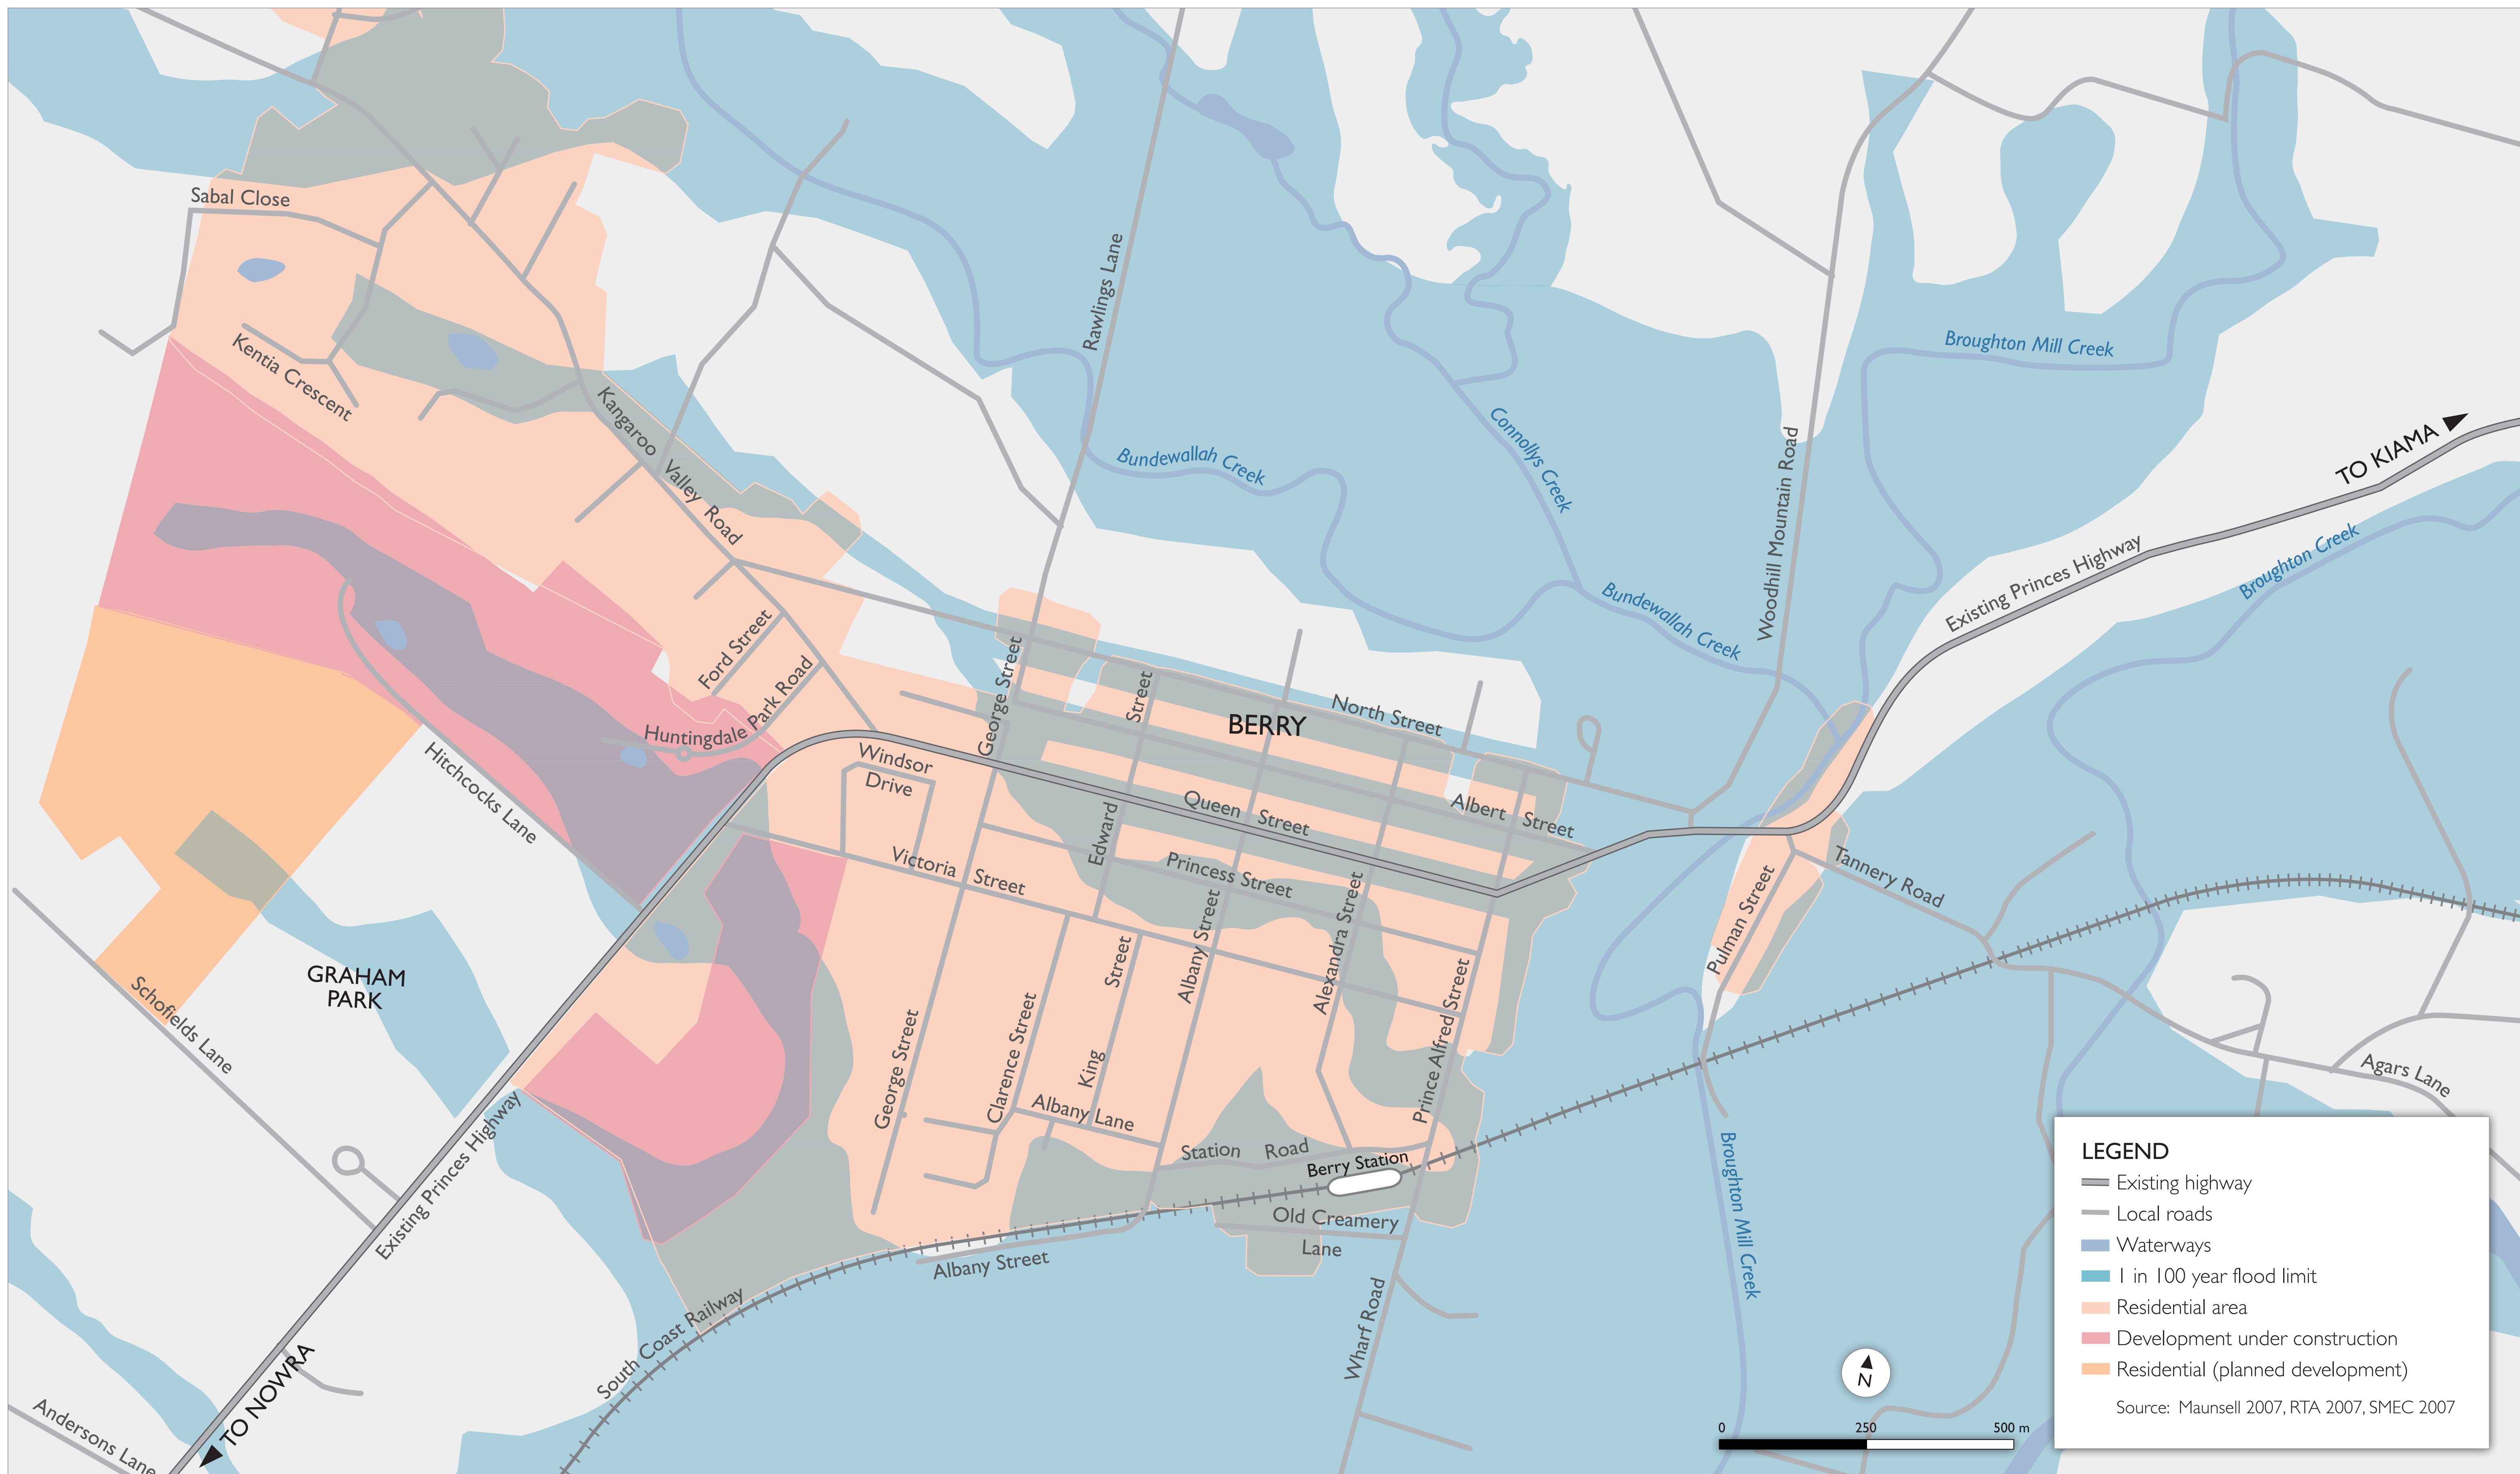 Sabal Close
Kentia Crescent
Kangaroo Valley Road
Rawlings Lane
Bundewallah Creek
Connollys Creek
Bundewallah Creek
Woodhill Mountain Road
Broughton Mill Creek
TO KIAMA
Existing Princes Highway
Broughton Creek
Ford Street
Huntingdale Park Road
Hitchcocks Lane
George Street
Street
Edward
BERRY
North Street
Windsor
Drive
Queen Street
Albert Street
Victoria Street
Princess Street
Tannery Road
Pulman Street
Albany Street
Alexandra Street
Prince Alfred Street
GRAHAM
PARK
Schofields Lane
George Street
Clarence Street
King Street
Albany Lane
Station Road
Berry Station
Old Creamery
Lane
Albany Street
Existing Princes Highway
South Coast Railway
Wharf Road
Broughton Mill Creek
Agars Lane
TO NOWRA
Andersons Lane
N
0 250 500 m
LEGEND
Existing highway
Local roads
Waterways
1 in 100 year flood limit
Residential area
Development under construction
Residential (planned development)
Source: Maunsell 2007, RTA 2007, SMEC 2007